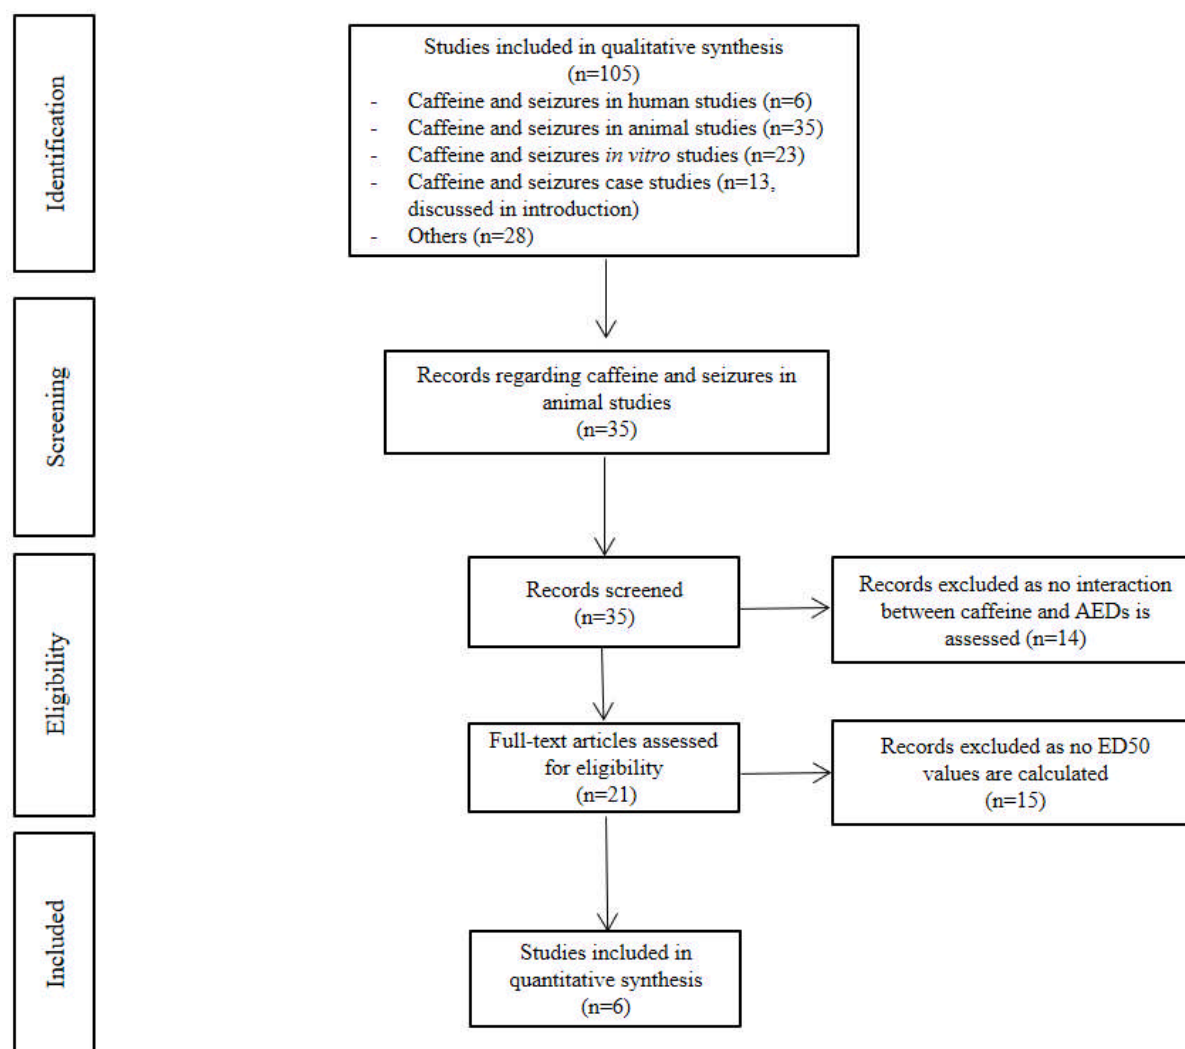 Identification
Studies included in qualitative synthesis
(n=105)
- Caffeine and seizures in human studies (n=6)
- Caffeine and seizures in animal studies (n=35)
- Caffeine and seizures in vitro studies (n=23)
- Caffeine and seizures case studies (n=13,
discussed in introduction)
- Others (n=28)
Screening
Records regarding caffeine and seizures in
animal studies
(n=35)
Eligibility
Records screened
(n=35)
Records excluded as no interaction
between caffeine and AEDs is
assessed (n=14)
Full-text articles assessed
for eligibility
(n=21)
Records excluded as no ED50
values are calculated
(n=15)
Included
Studies included in
quantitative synthesis
(n=6)